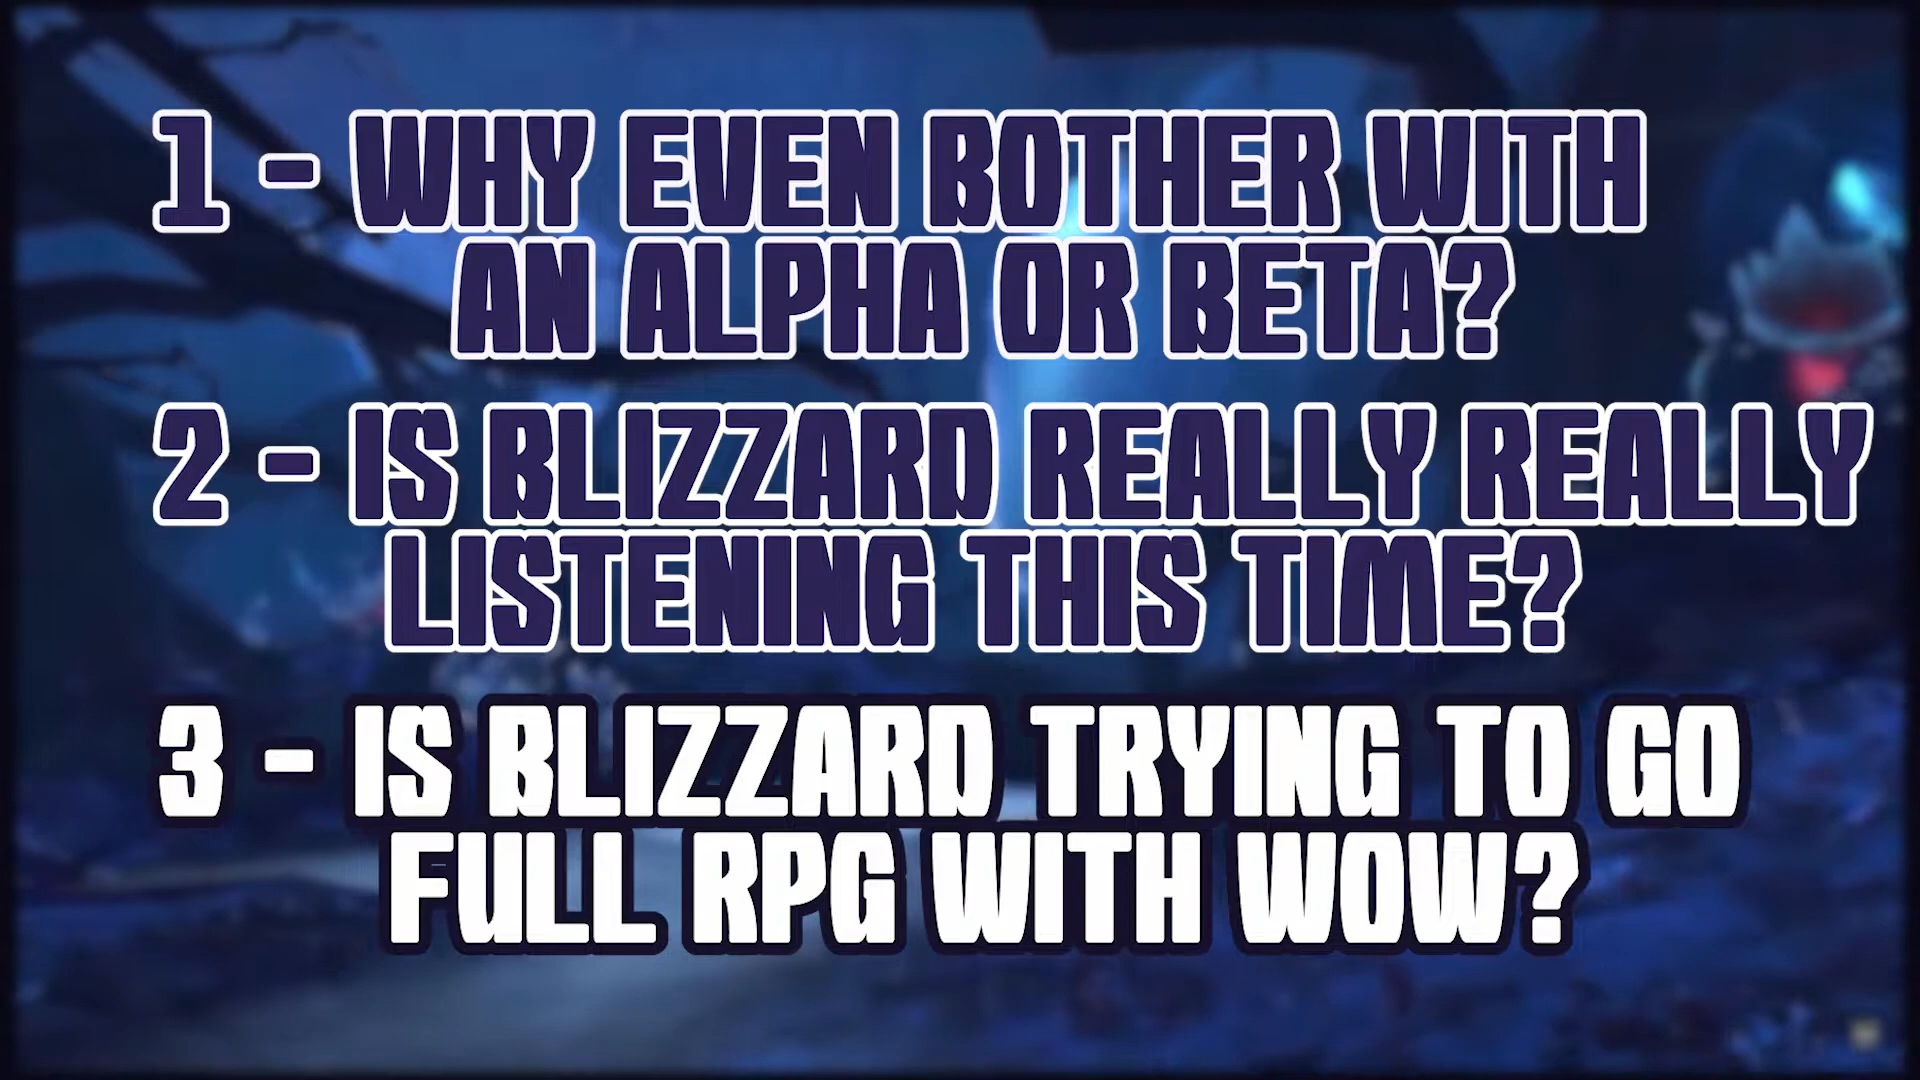 1 - WHY EVEN BOTHER WITH
AN ALPHA OR BETA?
2 - IS BLIZZARD REALLY REALLY
LISTENING THIS TIME?
3 - IS BLIZZARD TRYING TO GO
FULL RPG WITH WOW?